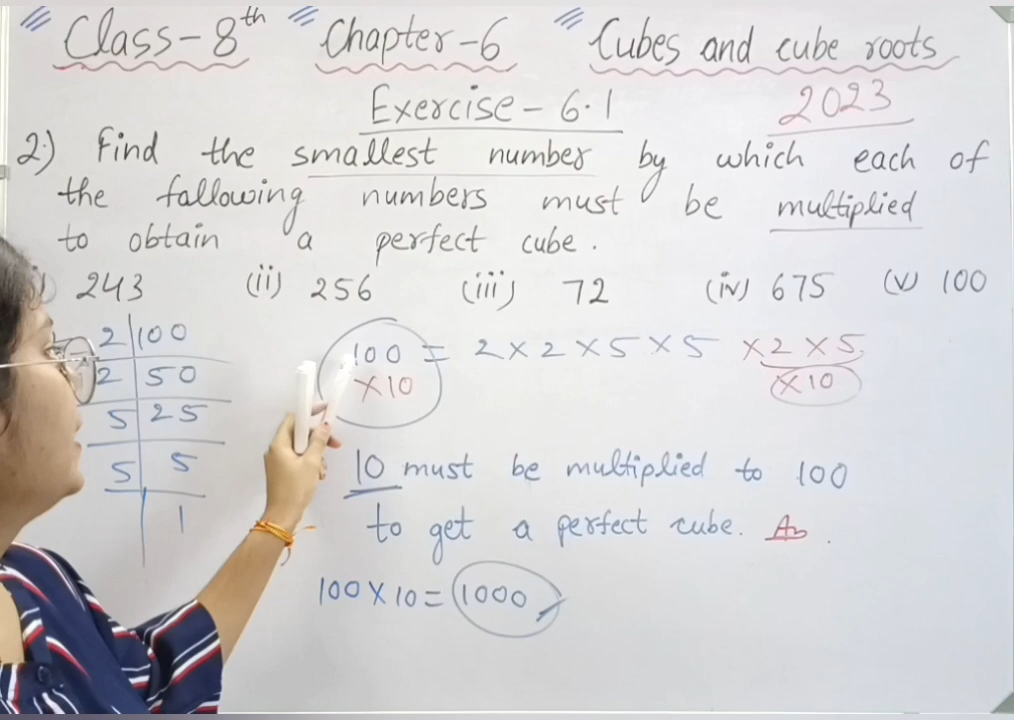 Class-8th Chapter-6 Cubes and cube roots
Exercise-6.1 2023
2.) Find the smallest number by which each of
the fallowing numbers must be multiplied
to obtain a perfect cube.
i) 243 (ii) 256 (iii) 72 (iv) 675 (v) 100
2 | 100
2 | 50
5 | 25
5 | 5
| 1
100 = 2×2×5×5 ×2×5
×10 ×10
10 must be multiplied to 100
to get a perfect cube. As.
100×10=1000